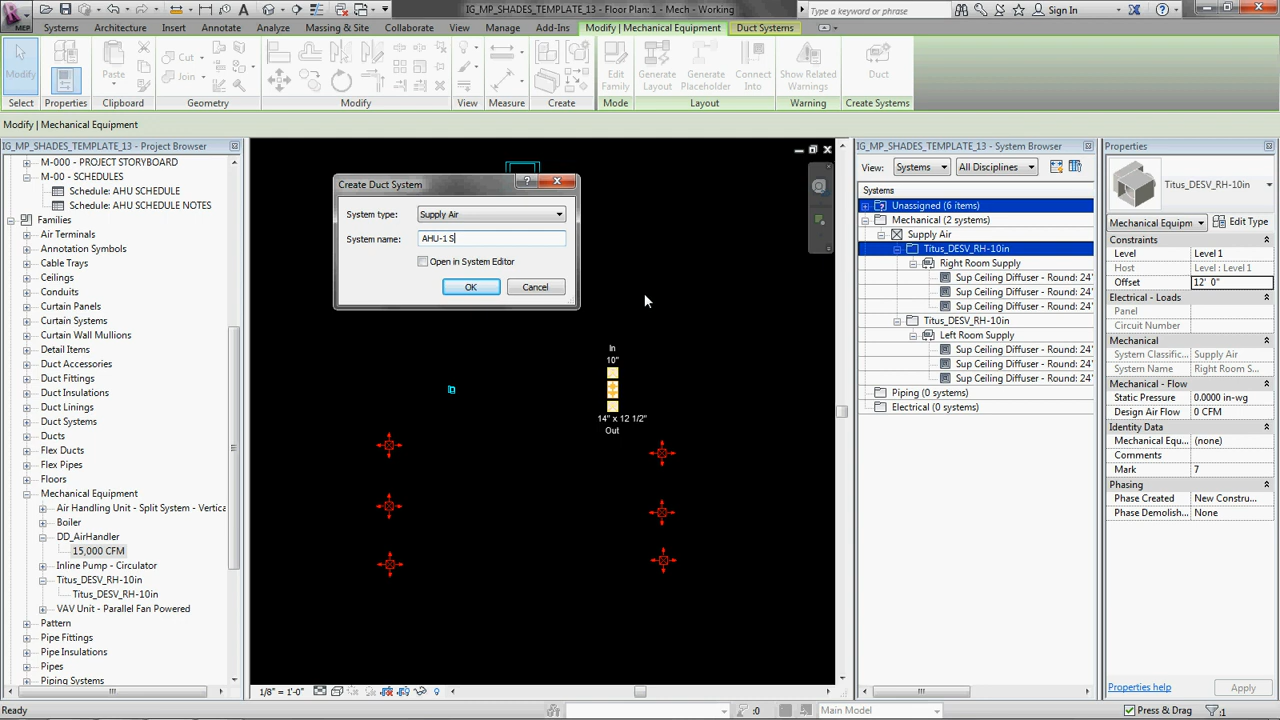 IG_MP_SHADES_TEMPLATE_13 - Floor Plan: 1 - Mech - Working
Type a keyword or phrase
Sign In
MEP
Systems
Architecture
Insert
Annotate
Analyze
Massing & Site
Collaborate
View
Manage
Add-Ins
Modify | Mechanical Equipment
Duct Systems
Modify
Paste
Cut
Join
Edit Family
Generate Layout
Generate Placeholder
Connect Into
Show Related Warnings
Duct
Select
Properties
Clipboard
Geometry
Modify
View
Measure
Create
Mode
Layout
Warning
Create Systems
Modify | Mechanical Equipment
IG_MP_SHADES_TEMPLATE_13 - Project Browser
M-000 - PROJECT STORYBOARD
M-00 - SCHEDULES
Schedule: AHU SCHEDULE
Schedule: AHU SCHEDULE NOTES
Families
Air Terminals
Annotation Symbols
Cable Trays
Ceilings
Conduits
Curtain Panels
Curtain Systems
Curtain Wall Mullions
Detail Items
Duct Accessories
Duct Fittings
Duct Insulations
Duct Linings
Duct Systems
Ducts
Flex Ducts
Flex Pipes
Floors
Mechanical Equipment
Air Handling Unit - Split System - Vertica
Boiler
DD_AirHandler
15,000 CFM
Inline Pump - Circulator
Titus_DESV_RH-10in
Titus_DESV_RH-10in
VAV Unit - Parallel Fan Powered
Pattern
Pipe Fittings
Pipe Insulations
Pipes
Piping Systems
Create Duct System
System type:
Supply Air
System name:
AHU-1 S
Open in System Editor
OK
Cancel
In
10"
14" x 12 1/2"
Out
1/8" = 1'-0"
IG_MP_SHADES_TEMPLATE_13 - System Browser
View:
Systems
All Disciplines
Systems
Unassigned (6 items)
Mechanical (2 systems)
Supply Air
Titus_DESV_RH-10in
Right Room Supply
Sup Ceiling Diffuser - Round: 24"
Sup Ceiling Diffuser - Round: 24"
Sup Ceiling Diffuser - Round: 24"
Titus_DESV_RH-10in
Left Room Supply
Sup Ceiling Diffuser - Round: 24"
Sup Ceiling Diffuser - Round: 24"
Sup Ceiling Diffuser - Round: 24"
Piping (0 systems)
Electrical (0 systems)
Properties
Titus_DESV_RH-10in
Mechanical Equipm
Edit Type
Constraints
Level Level 1
Host Level : Level 1
Offset 12' 0"
Electrical - Loads
Panel
Circuit Number
Mechanical
System Classific... Supply Air
System Name Right Room S...
Mechanical - Flow
Static Pressure 0.0000 in-wg
Design Air Flow 0 CFM
Identity Data
Mechanical Equ... (none)
Comments
Mark 7
Phasing
Phase Created New Constru...
Phase Demolish... None
Properties help
Apply
Ready
:0
Main Model
Press & Drag
:1